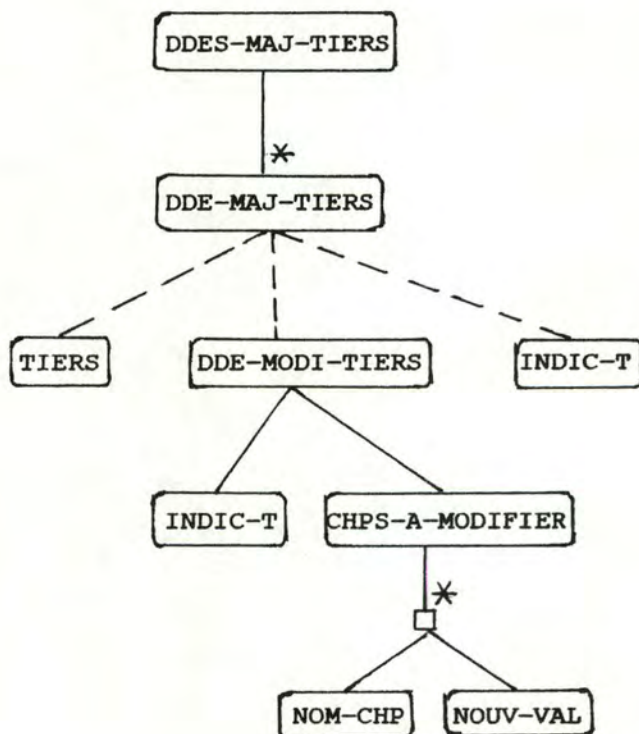 DDES-MAJ-TIERS
*
DDE-MAJ-TIERS
TIERS
DDE-MODI-TIERS
INDIC-T
INDIC-T
CHPS-A-MODIFIER
*
NOM-CHP
NOUV-VAL